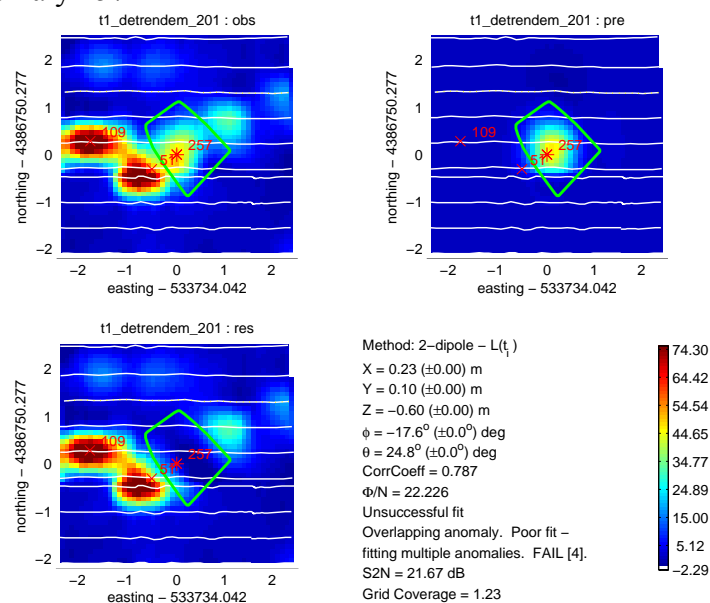 t1_detrendem_201 : obs
northing − 4386750.277
2
1
0
−1
−2
109
51
257
−2
−1
0
1
2
easting − 533734.042
t1_detrendem_201 : pre
northing − 4386750.277
2
1
0
−1
−2
109
51
257
−2
−1
0
1
2
easting − 533734.042
t1_detrendem_201 : res
northing − 4386750.277
2
1
0
−1
−2
109
51
257
−2
−1
0
1
2
easting − 533734.042
Method: 2−dipole − L(t_i)
X = 0.23 (±0.00) m
Y = 0.10 (±0.00) m
Z = −0.60 (±0.00) m
ϕ = −17.6° (±0.0°) deg
θ = 24.8° (±0.0°) deg
CorrCoeff = 0.787
Φ/N = 22.226
Unsuccessful fit
Overlapping anomaly. Poor fit −
fitting multiple anomalies. FAIL [4].
S2N = 21.67 dB
Grid Coverage = 1.23
74.30
64.42
54.54
44.65
34.77
24.89
15.00
5.12
−2.29